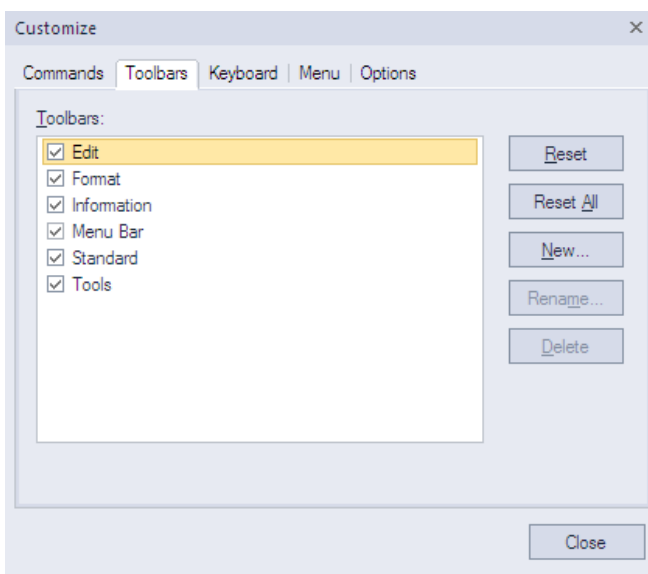 Customize
Commands Toolbars Keyboard Menu Options
Toolbars:
Edit
Format
Information
Menu Bar
Standard
Tools
Reset
Reset All
New...
Rename...
Delete
Close